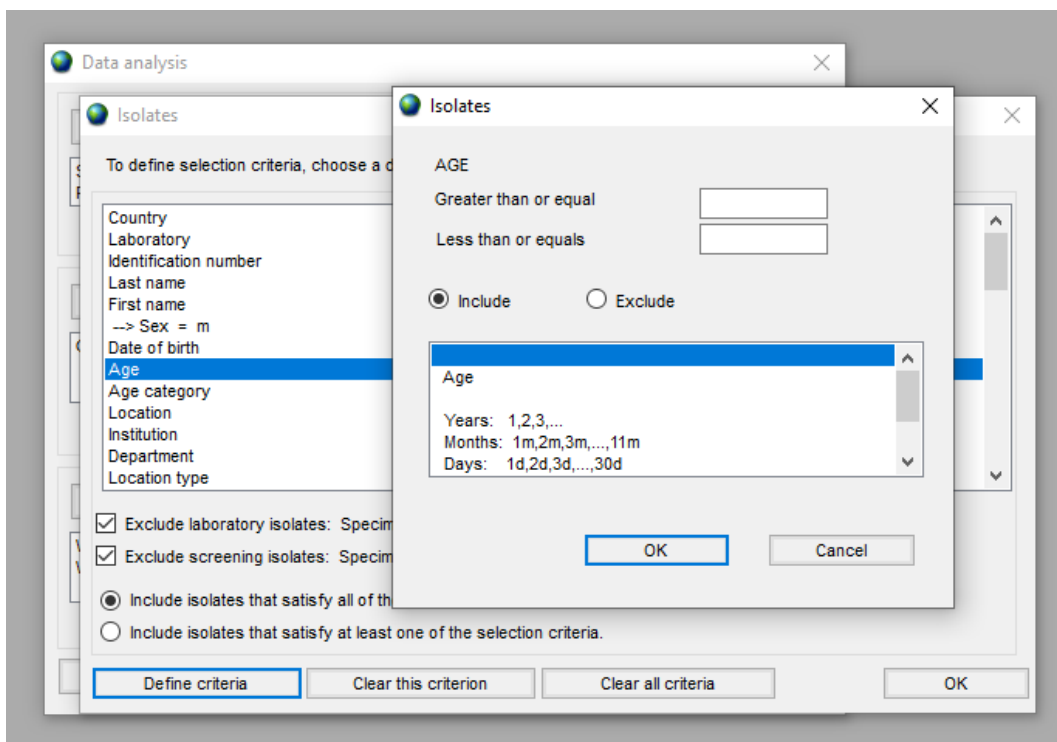 Data analysis
Isolates
To define selection criteria, choose a d
Country
Laboratory
Identification number
Last name
First name
--> Sex = m
Date of birth
Age
Age category
Location
Institution
Department
Location type
Exclude laboratory isolates: Specim
Exclude screening isolates: Specim
Include isolates that satisfy all of th
Include isolates that satisfy at least one of the selection criteria.
Define criteria
Clear this criterion
Clear all criteria
OK
Isolates
AGE
Greater than or equal
Less than or equals
Include
Exclude
Age
Years: 1,2,3,...
Months: 1m,2m,3m,...,11m
Days: 1d,2d,3d,...,30d
OK
Cancel